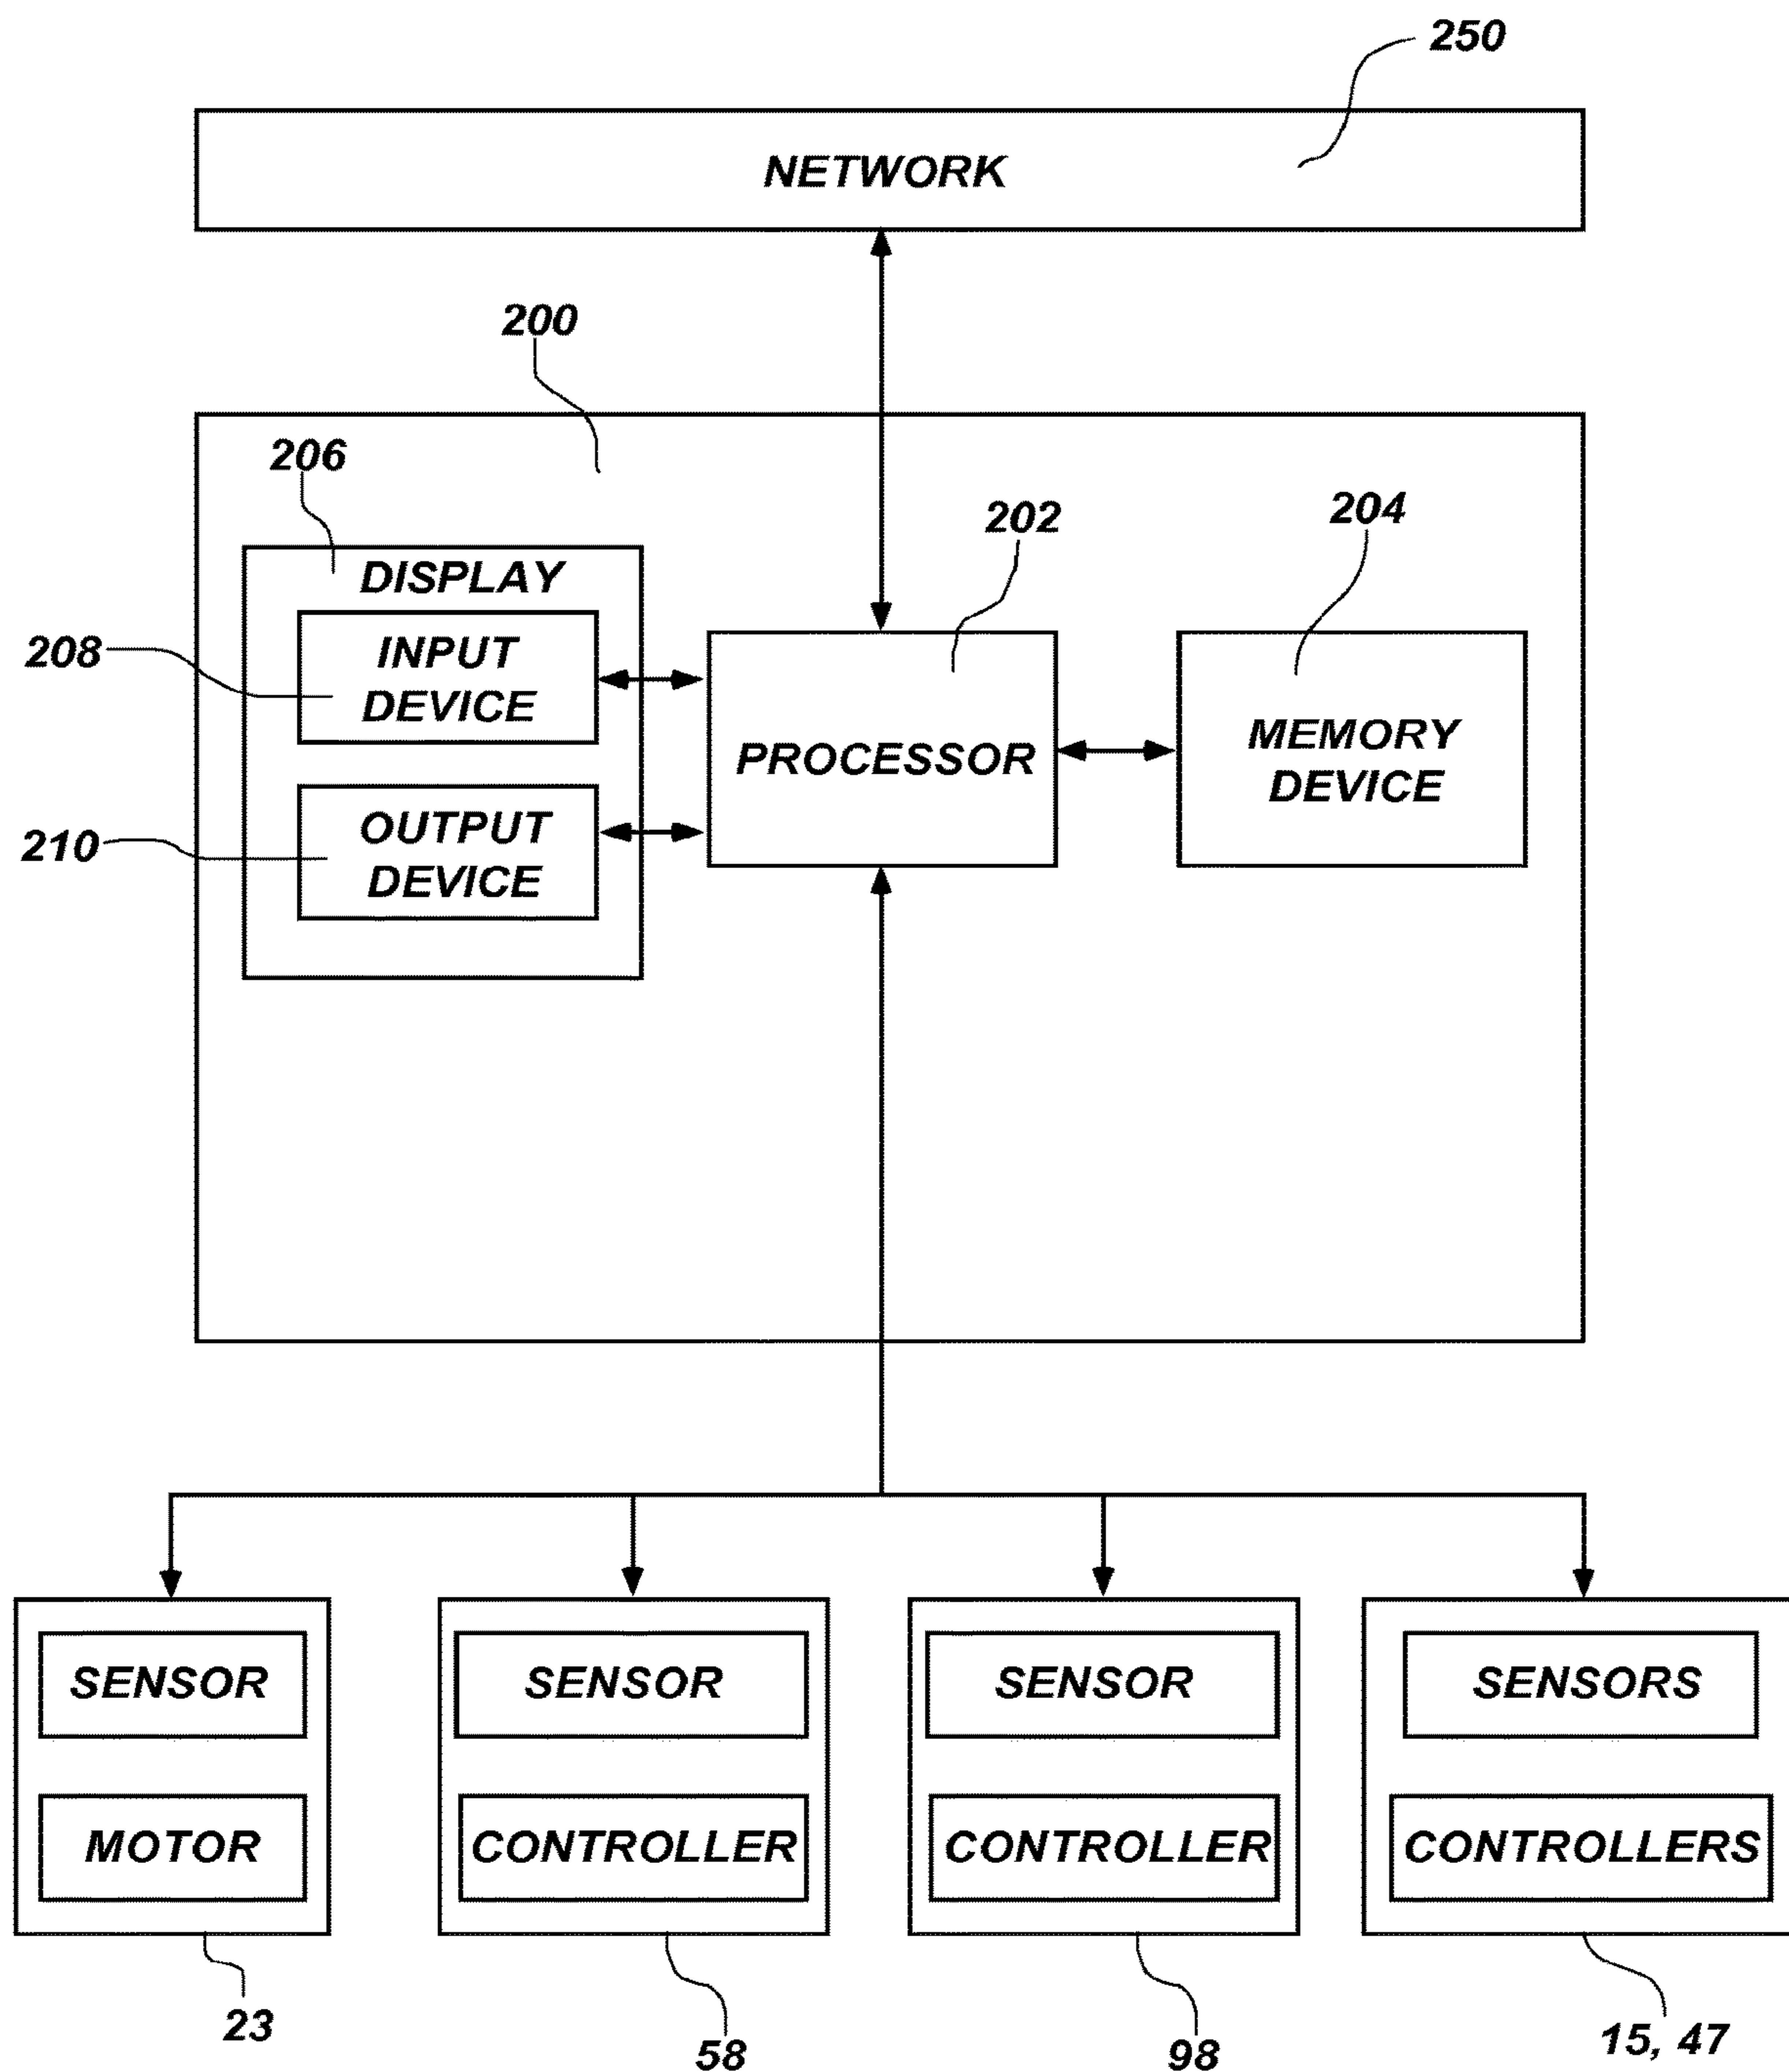 250
NETWORK
200
206
202
204
DISPLAY
208
INPUT
DEVICE
PROCESSOR
MEMORY
DEVICE
210
OUTPUT
DEVICE
SENSOR
SENSOR
SENSOR
SENSORS
MOTOR
CONTROLLER
CONTROLLER
CONTROLLERS
23
58
98
15, 47